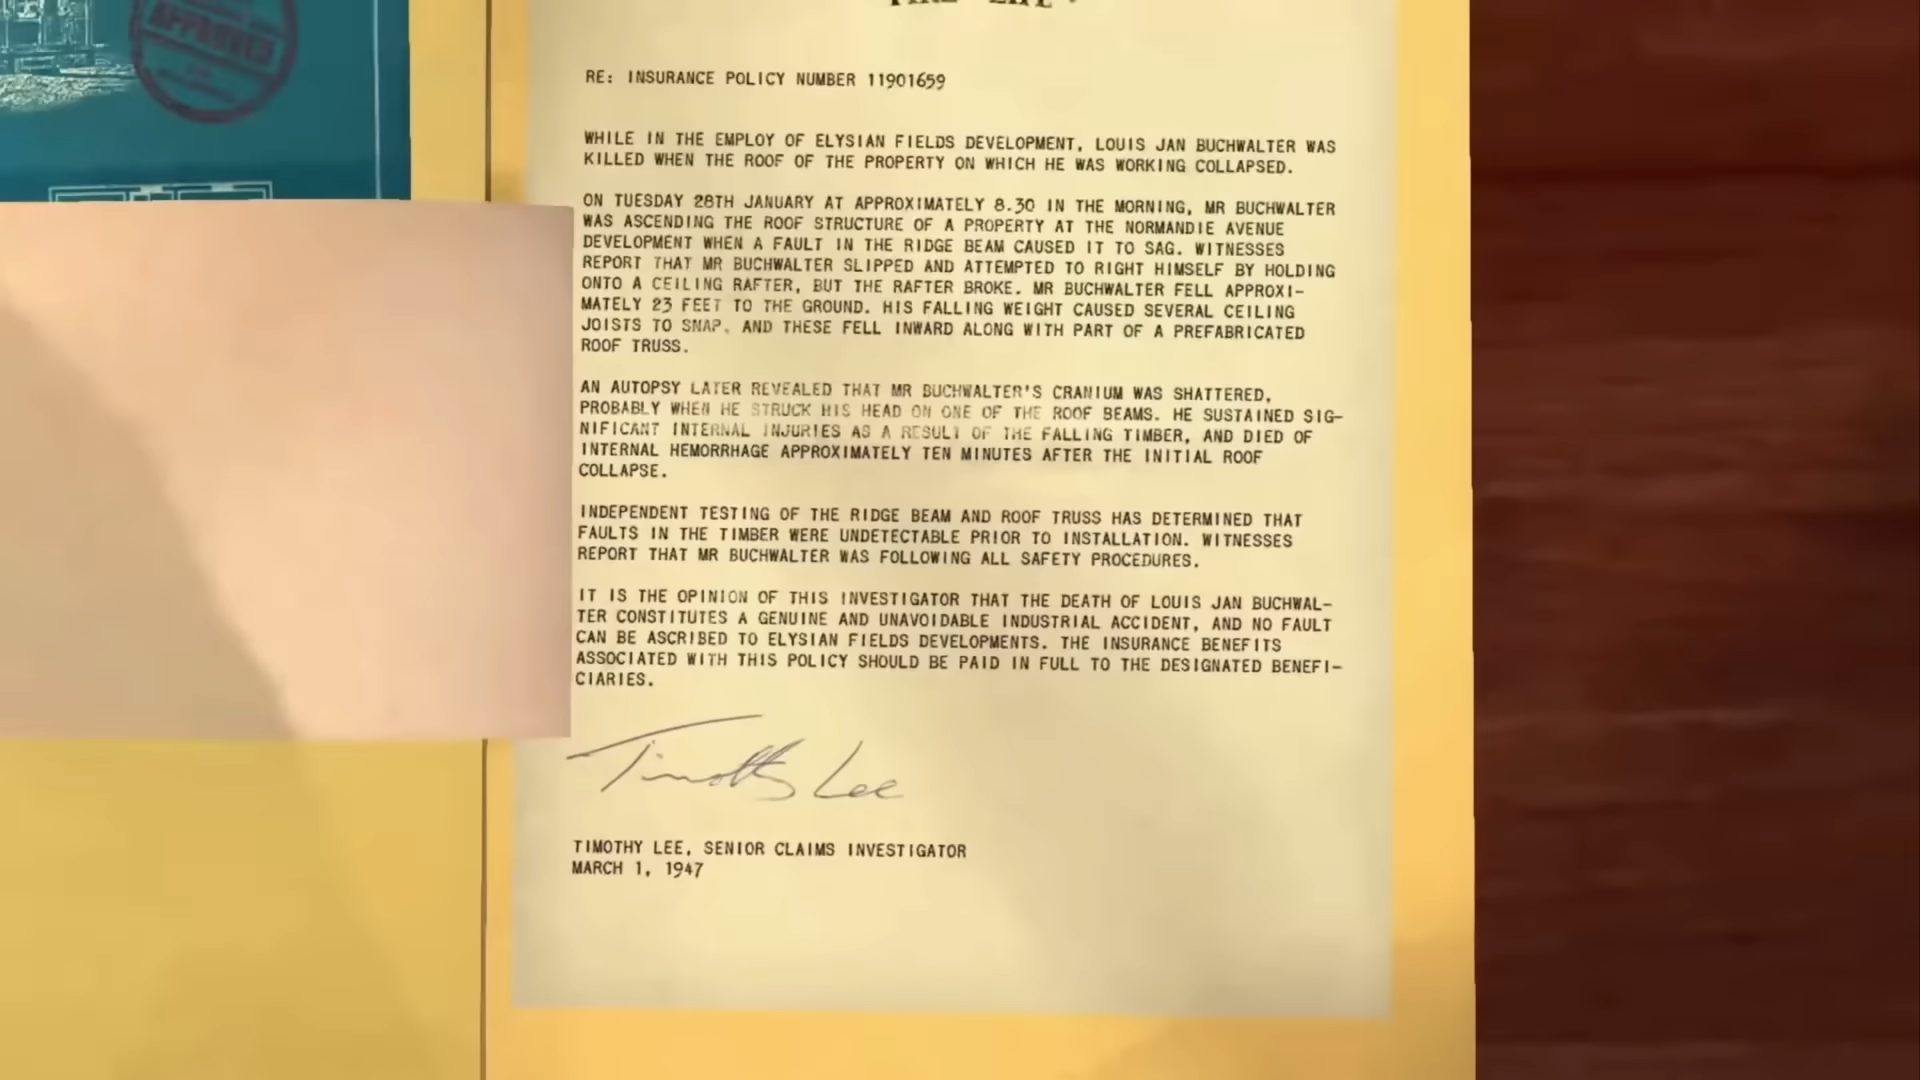 APPROVED
RE: INSURANCE POLICY NUMBER 11901659
WHILE IN THE EMPLOY OF ELYSIAN FIELDS DEVELOPMENT, LOUIS JAN BUCHWALTER WAS
KILLED WHEN THE ROOF OF THE PROPERTY ON WHICH HE WAS WORKING COLLAPSED.
ON TUESDAY 28TH JANUARY AT APPROXIMATELY 8.30 IN THE MORNING, MR BUCHWALTER
WAS ASCENDING THE ROOF STRUCTURE OF A PROPERTY AT THE NORMANDIE AVENUE
DEVELOPMENT WHEN A FAULT IN THE RIDGE BEAM CAUSED IT TO SAG. WITNESSES
REPORT THAT MR BUCHWALTER SLIPPED AND ATTEMPTED TO RIGHT HIMSELF BY HOLDING
ONTO A CEILING RAFTER, BUT THE RAFTER BROKE. MR BUCHWALTER FELL APPROXI-
MATELY 23 FEET TO THE GROUND. HIS FALLING WEIGHT CAUSED SEVERAL CEILING
JOISTS TO SNAP, AND THESE FELL INWARD ALONG WITH PART OF A PREFABRICATED
ROOF TRUSS.
AN AUTOPSY LATER REVEALED THAT MR BUCHWALTER'S CRANIUM WAS SHATTERED,
PROBABLY WHEN HE STRUCK HIS HEAD ON ONE OF THE ROOF BEAMS. HE SUSTAINED SIG-
NIFICANT INTERNAL INJURIES AS A RESULT OF THE FALLING TIMBER, AND DIED OF
INTERNAL HEMORRHAGE APPROXIMATELY TEN MINUTES AFTER THE INITIAL ROOF
COLLAPSE.
INDEPENDENT TESTING OF THE RIDGE BEAM AND ROOF TRUSS HAS DETERMINED THAT
FAULTS IN THE TIMBER WERE UNDETECTABLE PRIOR TO INSTALLATION. WITNESSES
REPORT THAT MR BUCHWALTER WAS FOLLOWING ALL SAFETY PROCEDURES.
IT IS THE OPINION OF THIS INVESTIGATOR THAT THE DEATH OF LOUIS JAN BUCHWAL-
TER CONSTITUTES A GENUINE AND UNAVOIDABLE INDUSTRIAL ACCIDENT, AND NO FAULT
CAN BE ASCRIBED TO ELYSIAN FIELDS DEVELOPMENTS. THE INSURANCE BENEFITS
ASSOCIATED WITH THIS POLICY SHOULD BE PAID IN FULL TO THE DESIGNATED BENEFI-
CIARIES.
Timothy Lee
TIMOTHY LEE, SENIOR CLAIMS INVESTIGATOR
MARCH 1, 1947